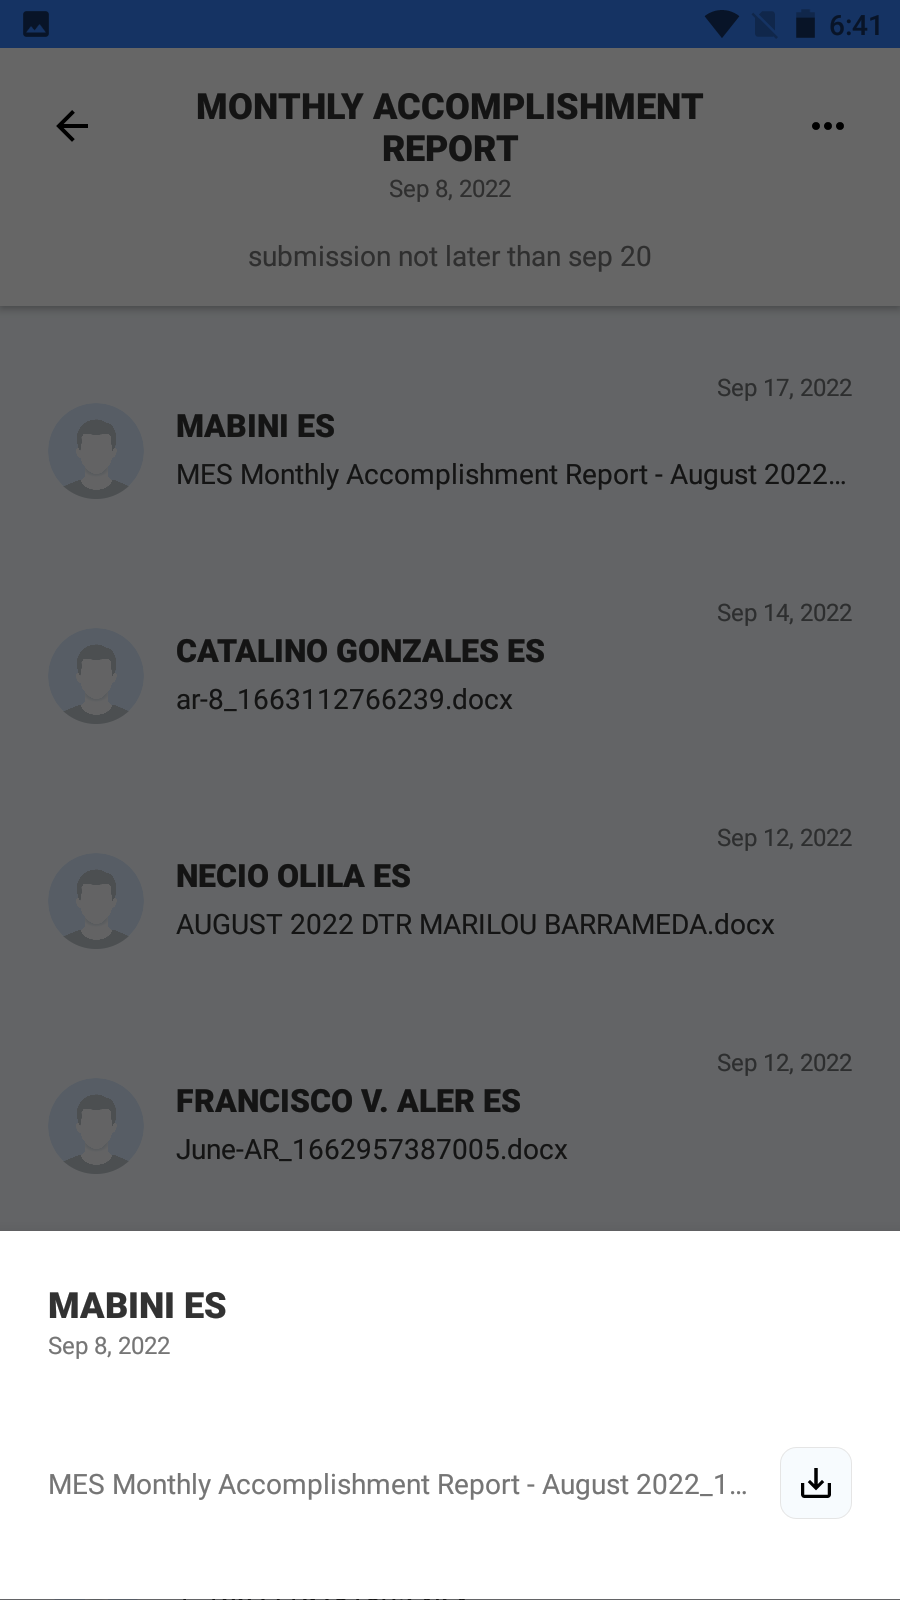 6:41
MONTHLY ACCOMPLISHMENT
REPORT
Sep 8, 2022
submission not later than sep 20
Sep 17, 2022
MABINI ES
MES Monthly Accomplishment Report - August 2022...
Sep 14, 2022
CATALINO GONZALES ES
ar-8_1663112766239.docx
Sep 12, 2022
NECIO OLILA ES
AUGUST 2022 DTR MARILOU BARRAMEDA.docx
Sep 12, 2022
FRANCISCO V. ALER ES
June-AR_1662957387005.docx
MABINI ES
Sep 8, 2022
MES Monthly Accomplishment Report - August 2022_1...